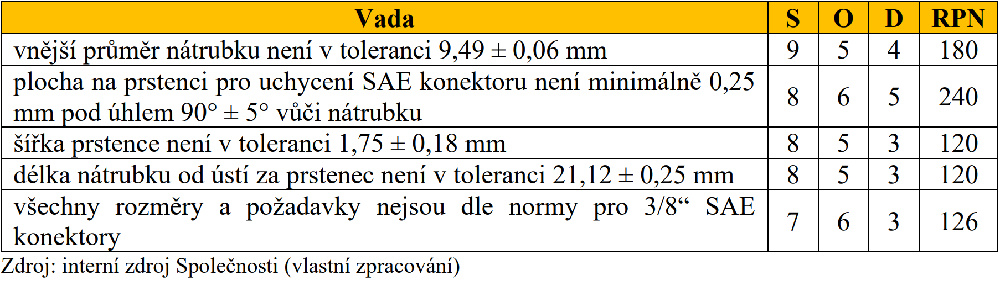 Vada S O D RPN
vnější průměr nátrubku není v toleranci 9,49 ± 0,06 mm 9 5 4 180
plocha na prstenci pro uchycení SAE konektoru není minimálně 0,25
mm pod úhlem 90° ± 5° vůči nátrubku 8 6 5 240
šířka prstence není v toleranci 1,75 ± 0,18 mm 8 5 3 120
délka nátrubku od ústí za prstenec není v toleranci 21,12 ± 0,25 mm 8 5 3 120
všechny rozměry a požadavky nejsou dle normy pro 3/8“ SAE
konektory 7 6 3 126
Zdroj: interní zdroj Společnosti (vlastní zpracování)